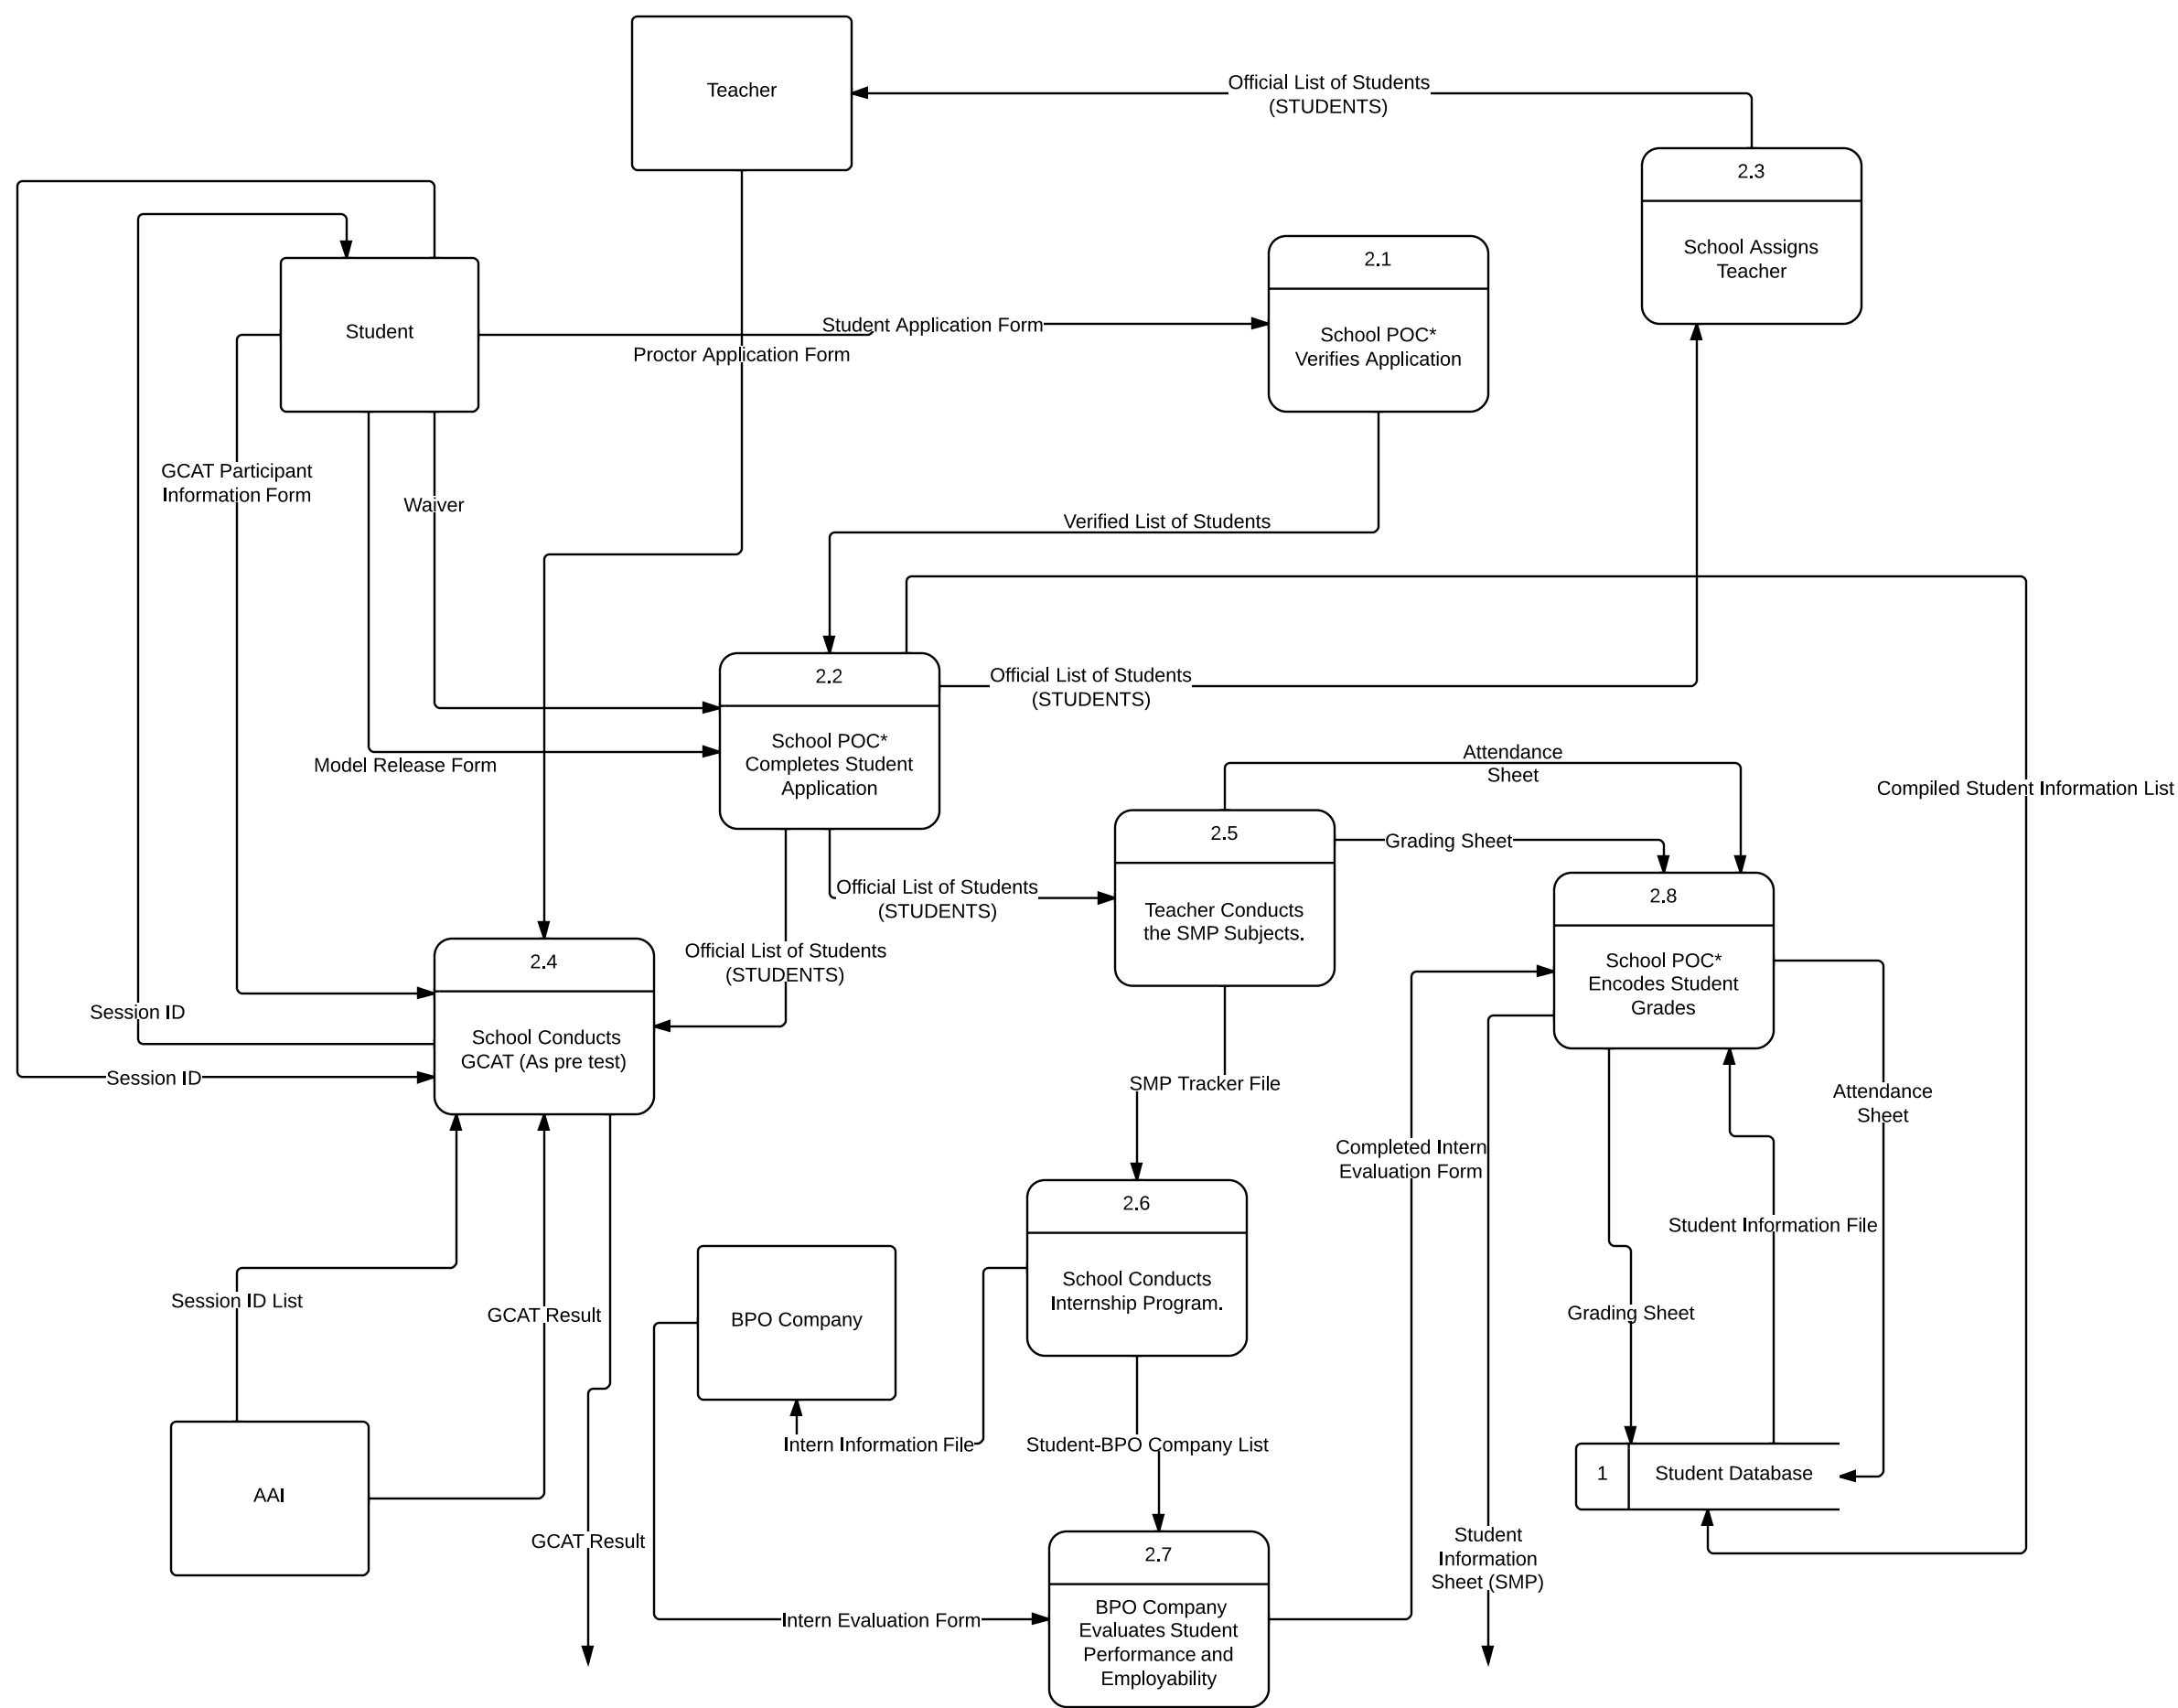 Teacher
Official List of Students
(STUDENTS)
2.3
School Assigns
Teacher
2.1
School POC*
Verifies Application
Student
Student Application Form
Proctor Application Form
GCAT Participant
Information Form
Waiver
Verified List of Students
2.2
School POC*
Completes Student
Application
Official List of Students
(STUDENTS)
Model Release Form
Attendance
Sheet
Compiled Student Information List
2.5
Teacher Conducts
the SMP Subjects.
Grading Sheet
Official List of Students
(STUDENTS)
2.8
School POC*
Encodes Student
Grades
Official List of Students
(STUDENTS)
2.4
School Conducts
GCAT (As pre test)
Session ID
Session ID
SMP Tracker File
Attendance
Sheet
Completed Intern
Evaluation Form
2.6
School Conducts
Internship Program.
Student Information File
Session ID List
GCAT Result
BPO Company
Grading Sheet
Intern Information File
Student-BPO Company List
1
Student Database
AAI
GCAT Result
Student
Information
Sheet (SMP)
2.7
BPO Company
Evaluates Student
Performance and
Employability
Intern Evaluation Form